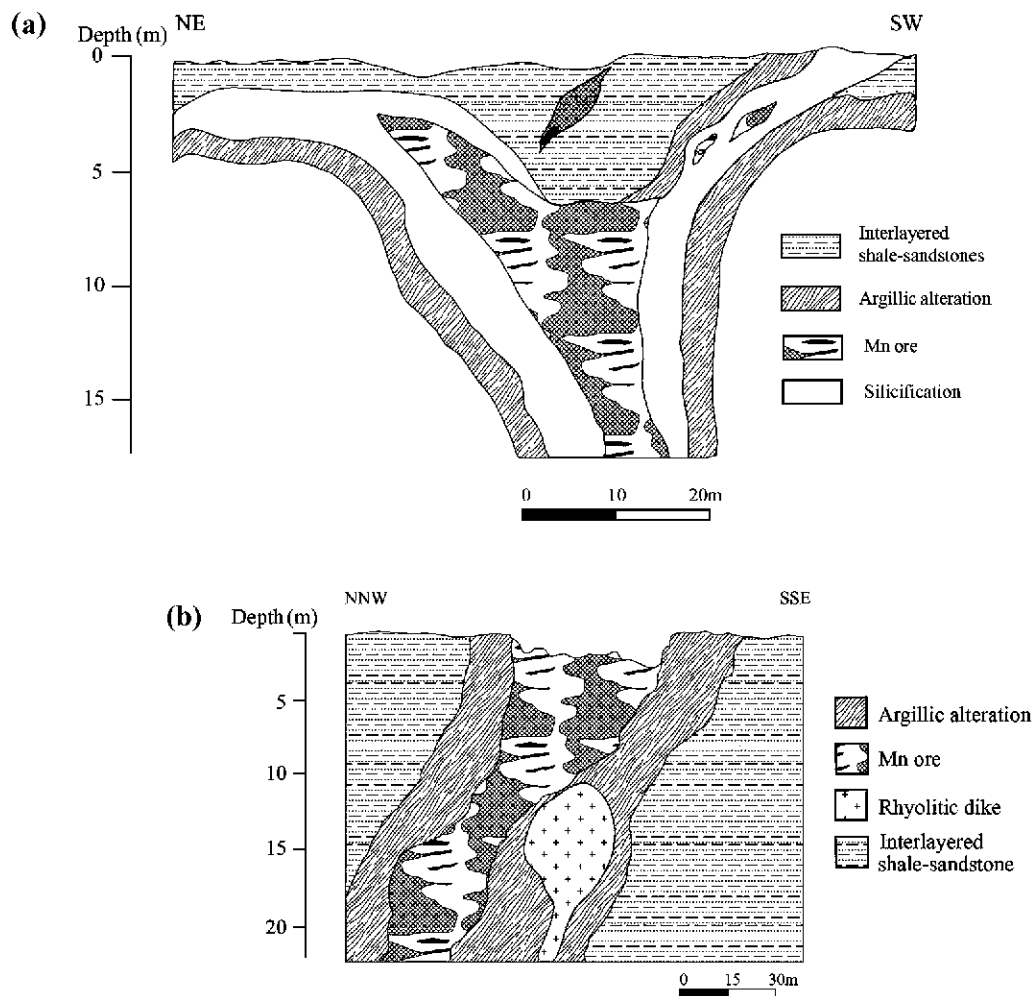 (a)
NE
SW
Depth (m)
0
5
10
15
Interlayered
shale-sandstones
Argillic alteration
Mn ore
Silicification
0 10 20m
(b)
NNW
SSE
Depth (m)
5
10
15
20
Argillic alteration
Mn ore
Rhyolitic dike
Interlayered
shale-sandstone
0 15 30m